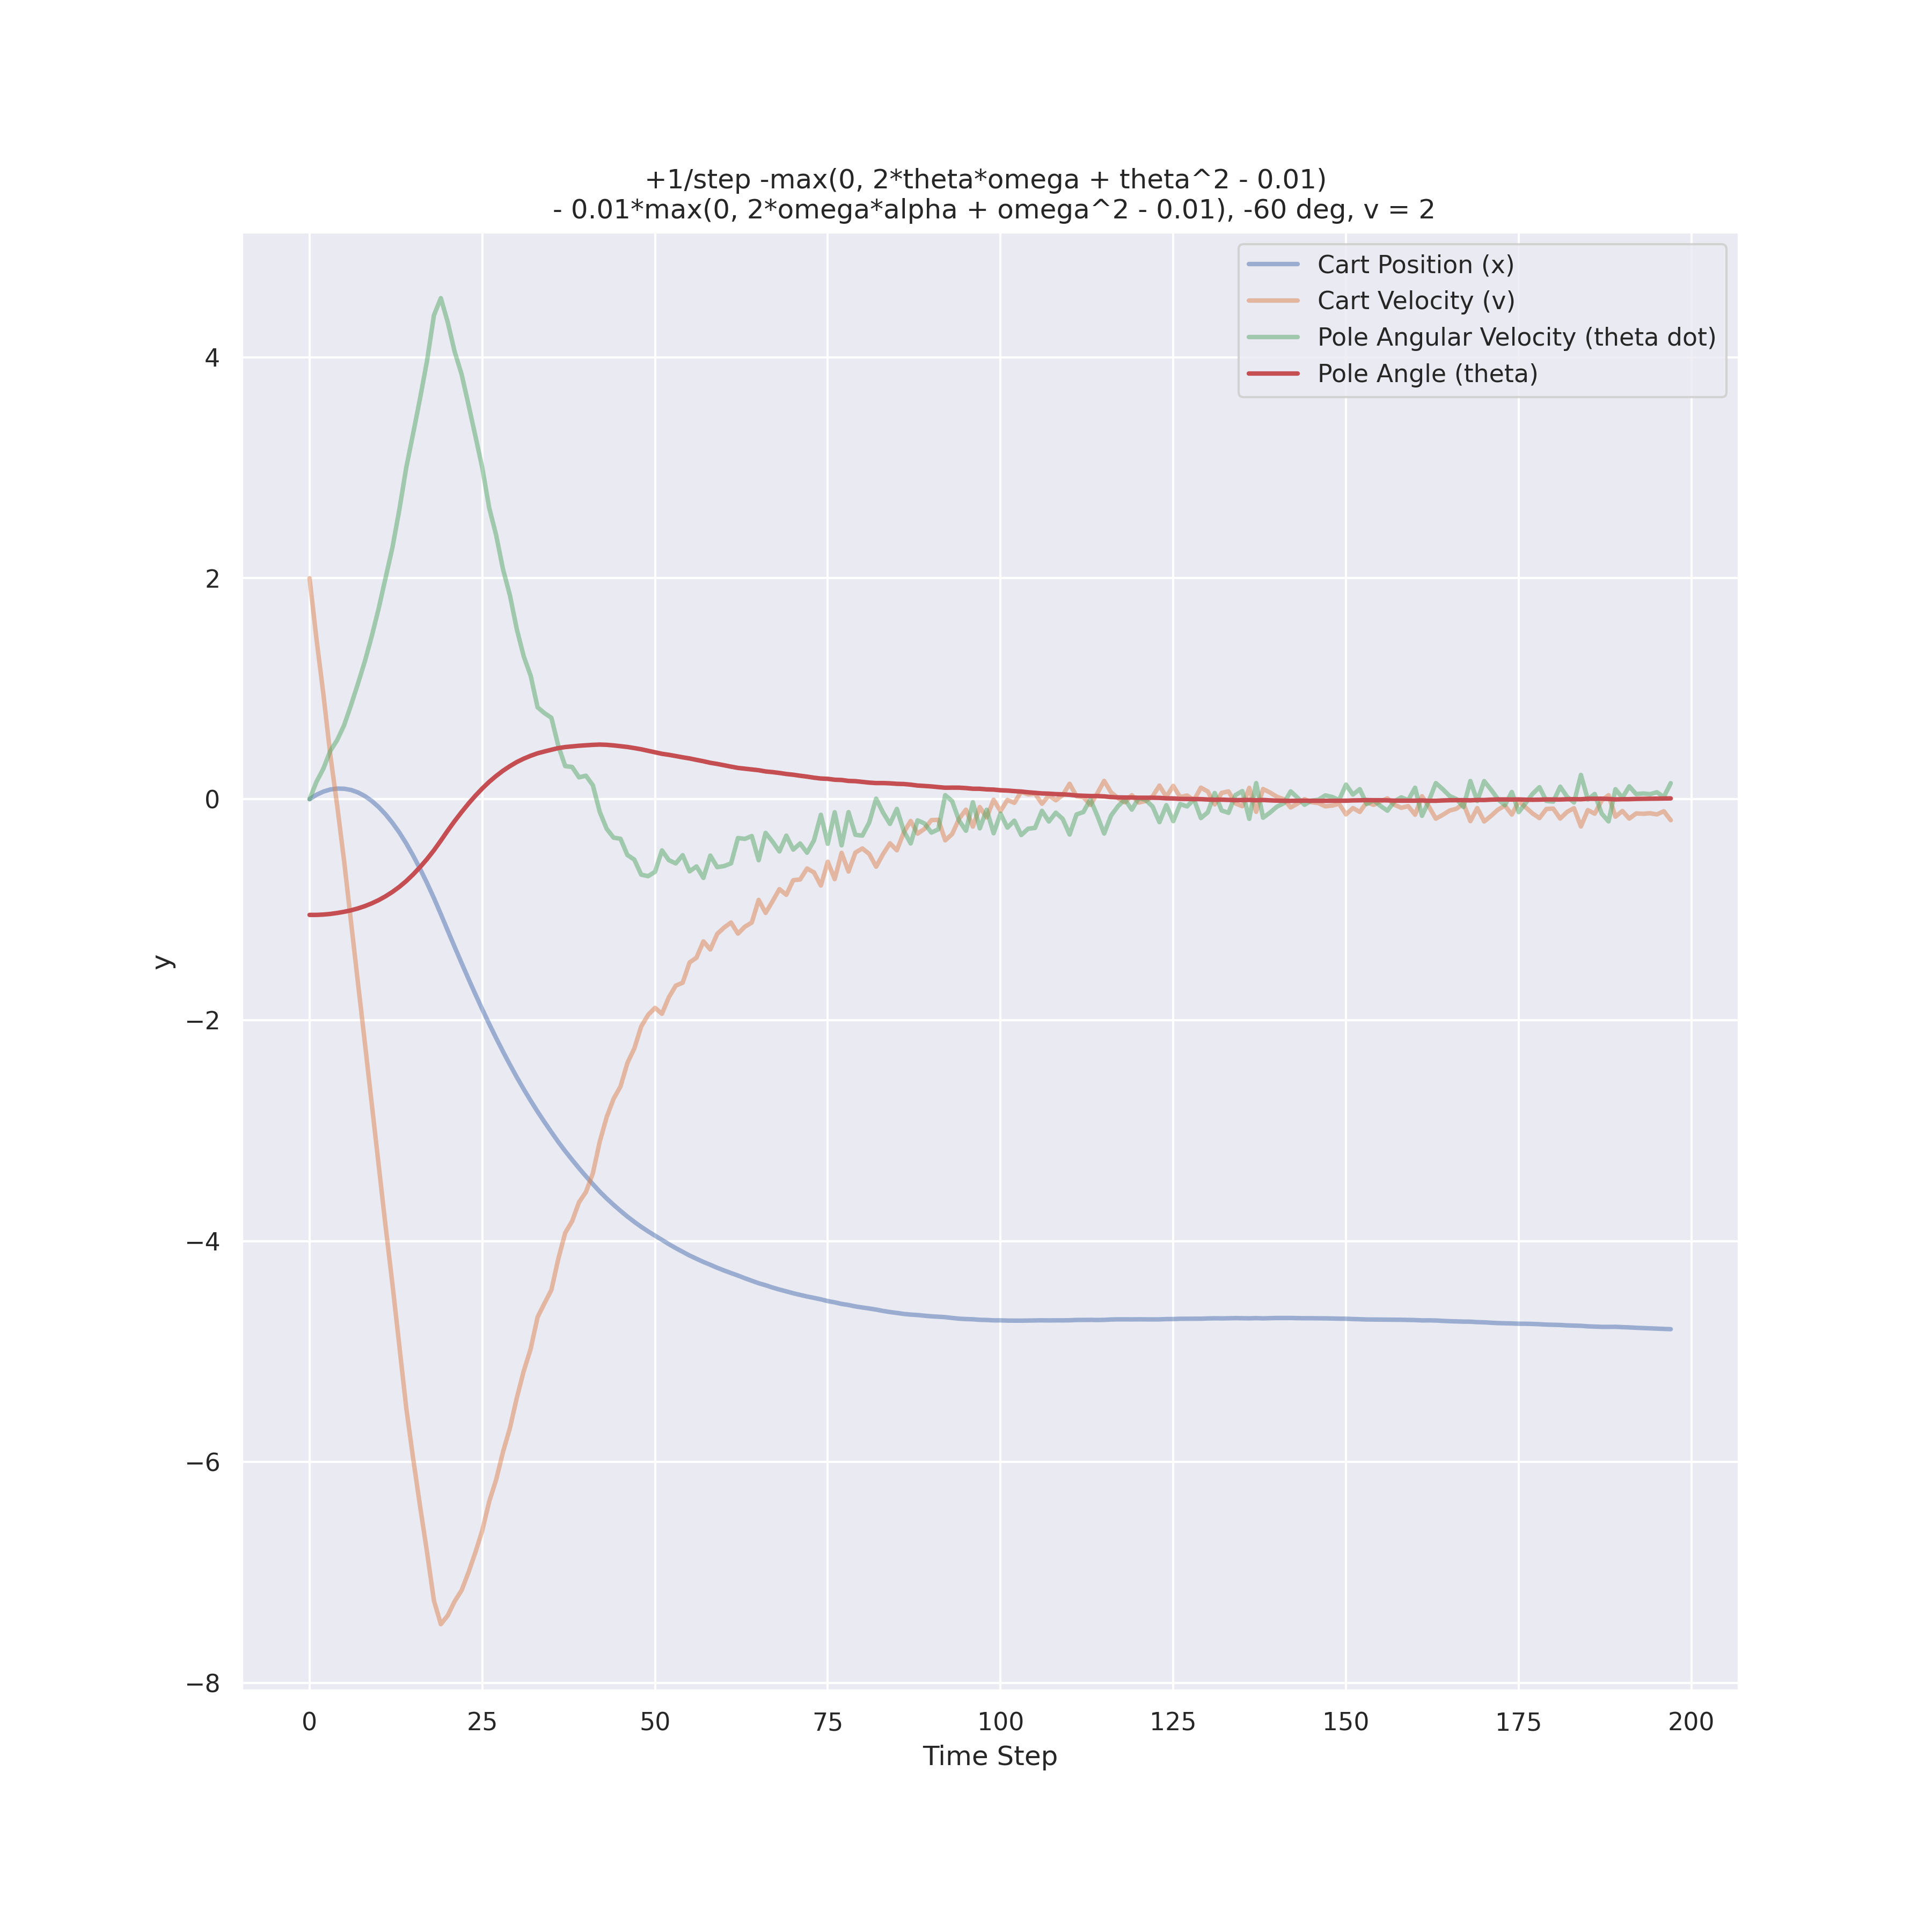 +1/step -max(0, 2*theta*omega + theta^2 - 0.01)
- 0.01*max(0, 2*omega*alpha + omega^2 - 0.01), -60 deg, v = 2
Cart Position (x)
Cart Velocity (v)
Pole Angular Velocity (theta dot)
Pole Angle (theta)
4
2
0
−2
−4
−6
−8
y
0 25 50 75 100 125 150 175 200
Time Step